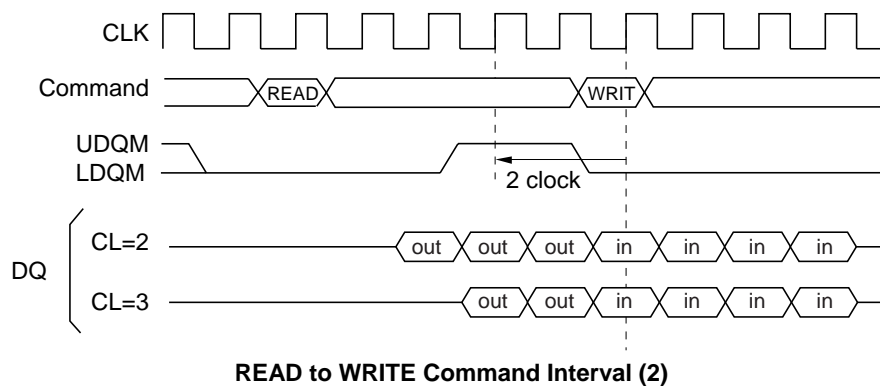 CLK
Command READ WRIT
UDQM
LDQM
2 clock
DQ
CL=2 out out out in in in in
CL=3 out out in in in in
READ to WRITE Command Interval (2)